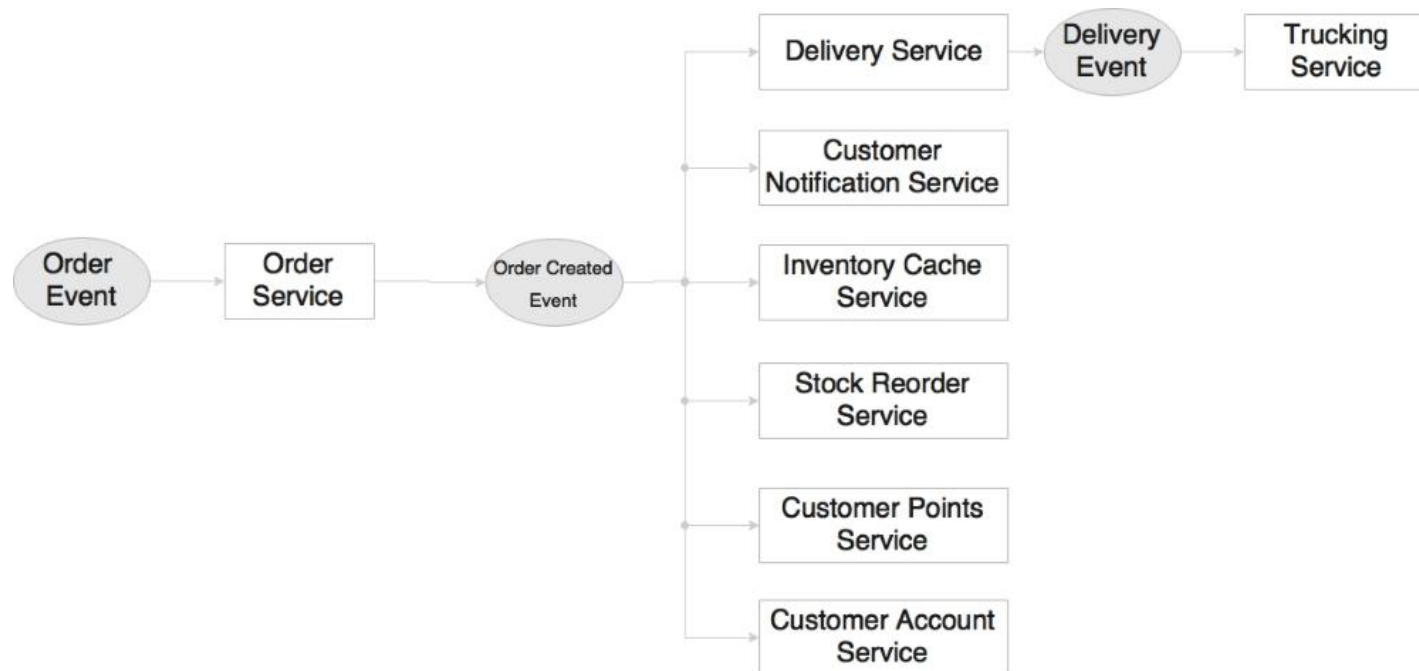 Order
Event
Order
Service
Order Created
Event
Delivery Service
Delivery
Event
Trucking
Service
Customer
Notification Service
Inventory Cache
Service
Stock Reorder
Service
Customer Points
Service
Customer Account
Service